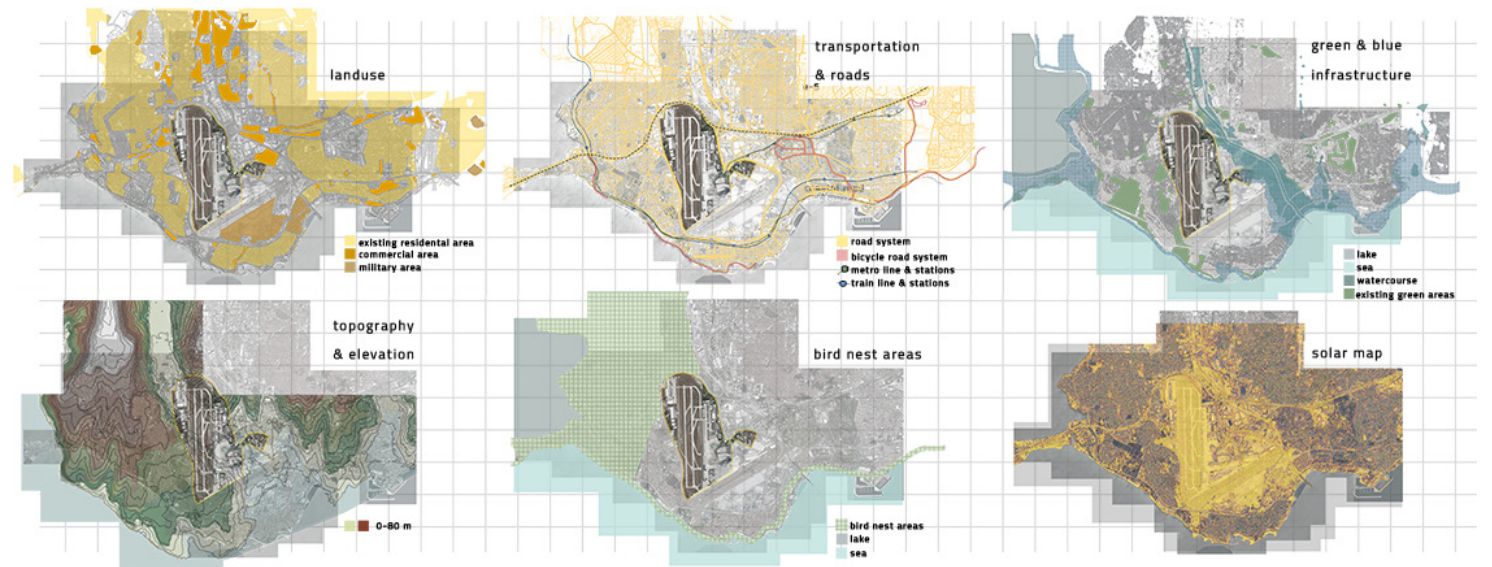 landuse
existing residental area
commercial area
military area
transportation
& roads
road system
bicycle road system
metro line & stations
train line & stations
green & blue
infrastructure
lake
sea
watercourse
existing green areas
topography
& elevation
0-80 m
bird nest areas
bird nest areas
lake
sea
solar map